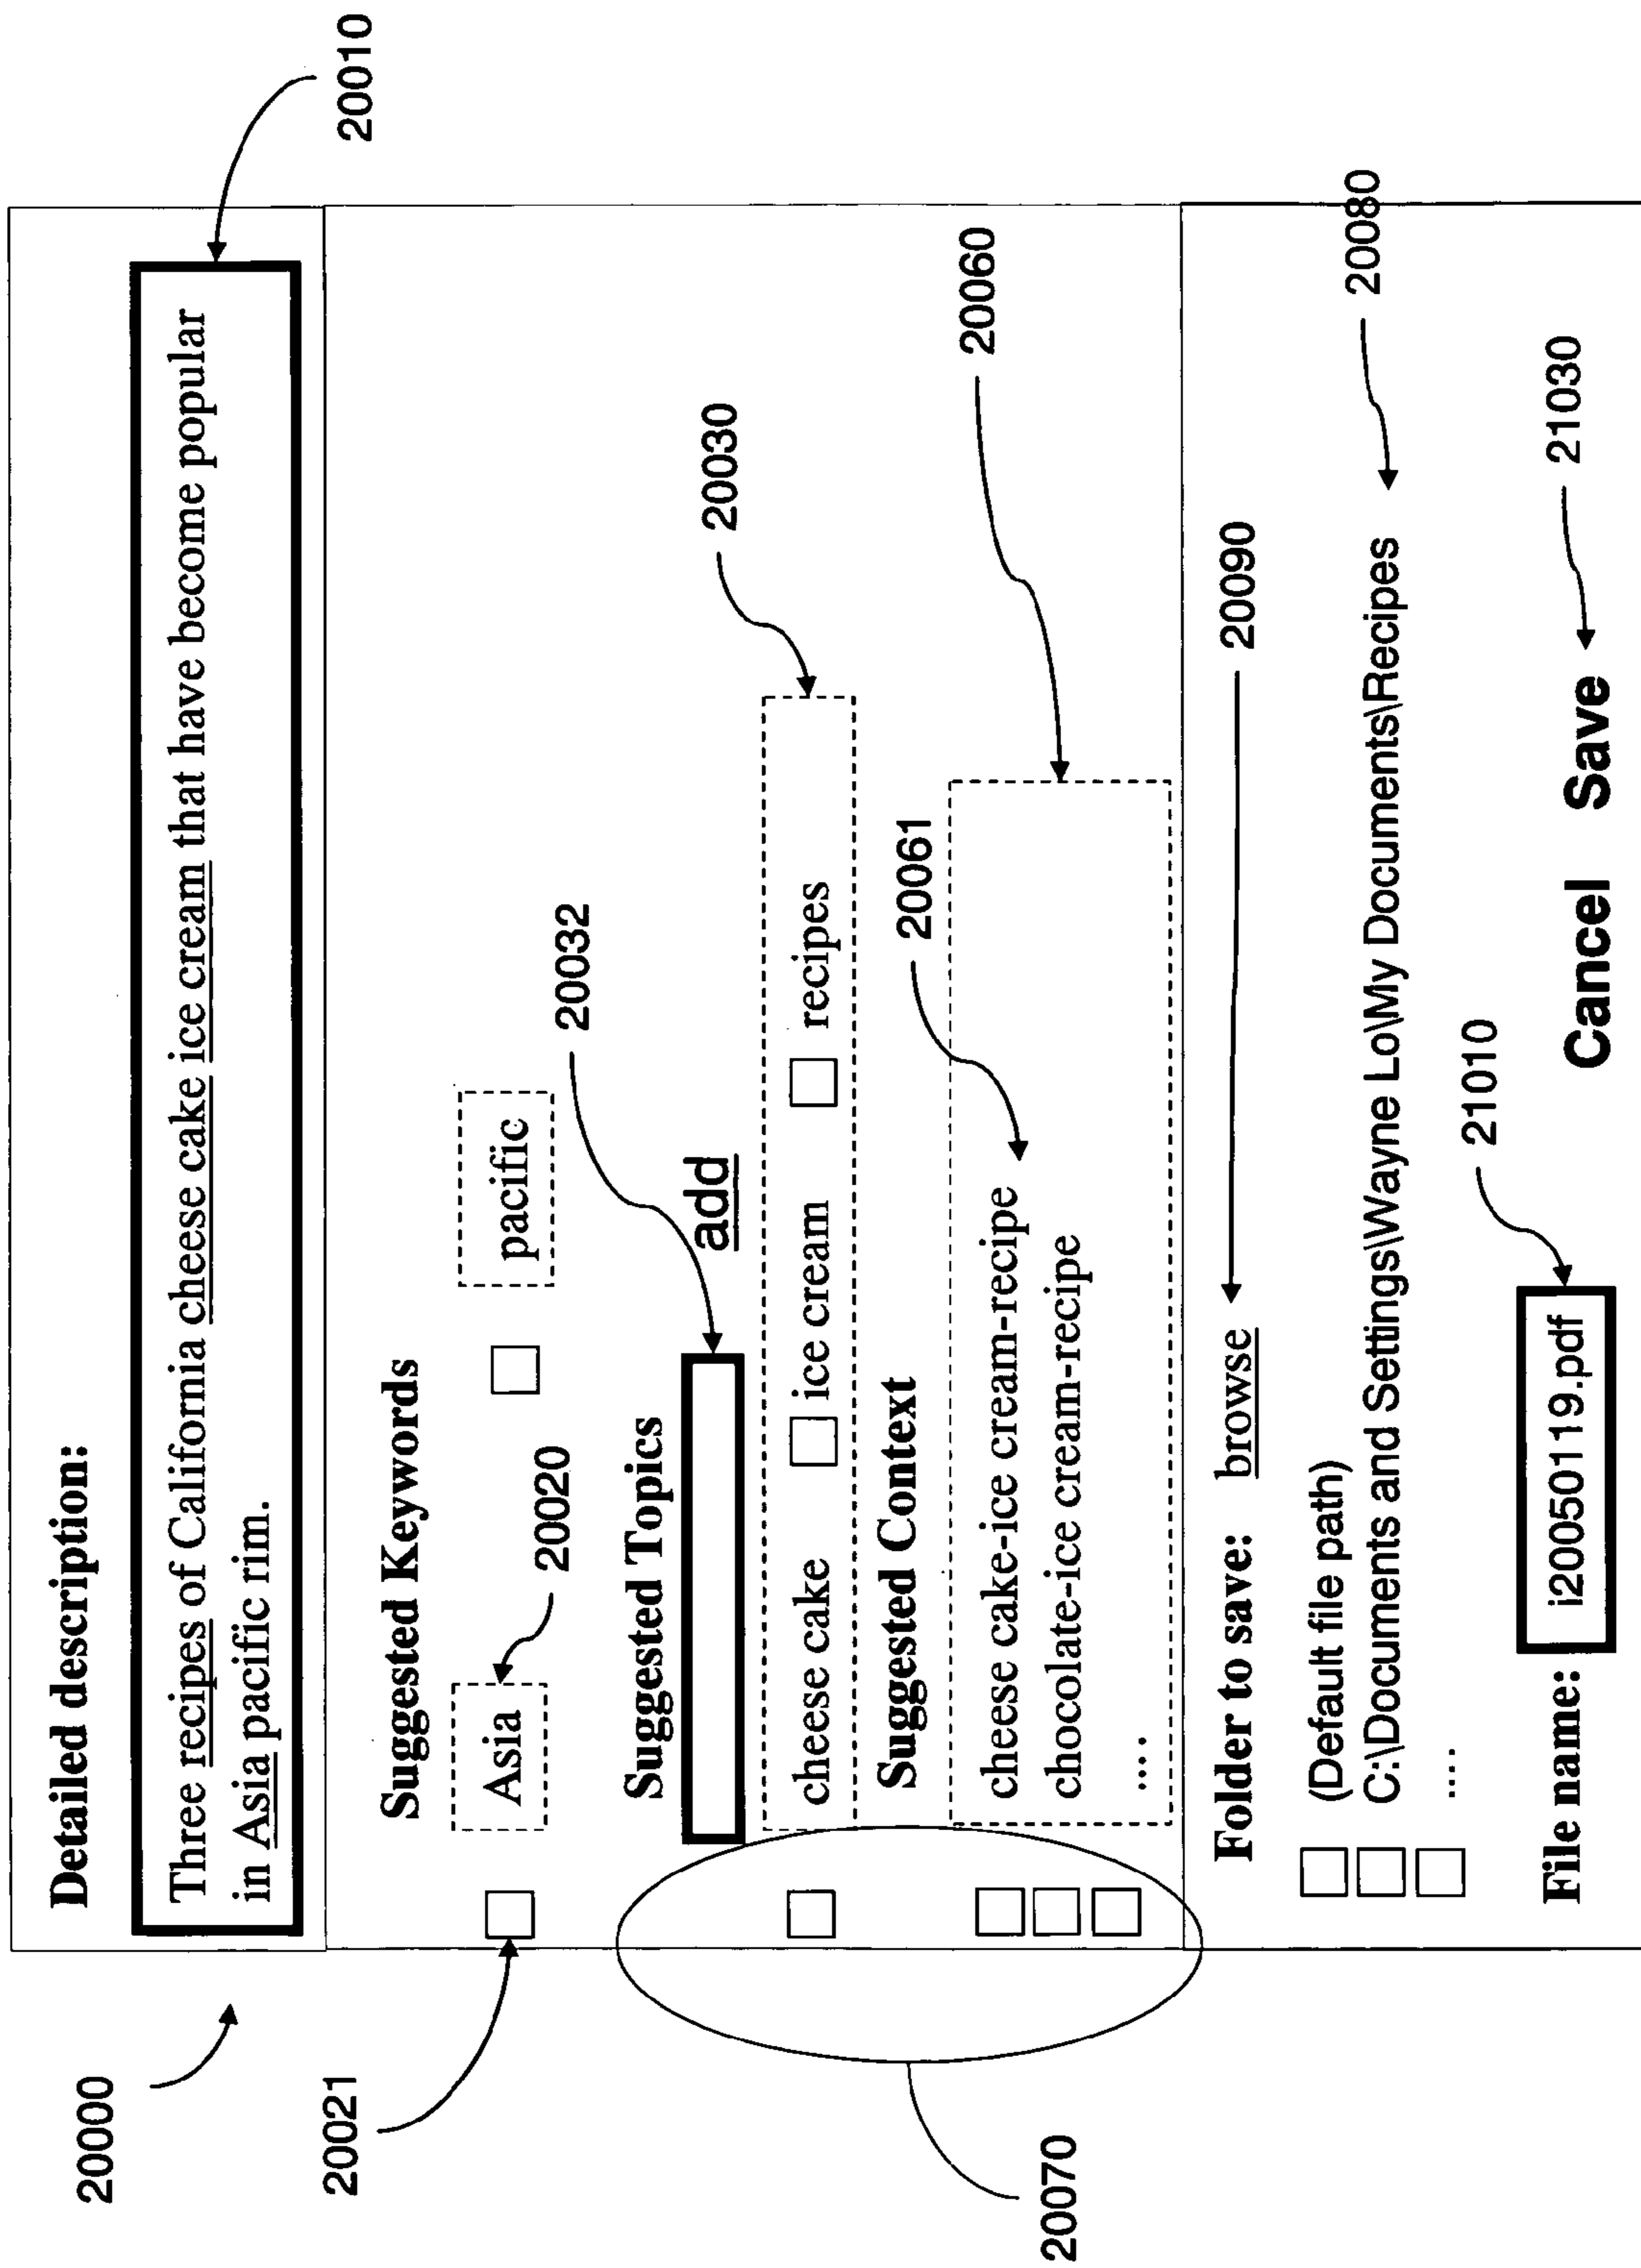 20000
Detailed description:
Three recipes of California cheese cake ice cream that have become popular
in Asia pacific rim.
20010
20021
Suggested Keywords
Asia
pacific
20020
20032
Suggested Topics
add
20030
cheese cake
ice cream
recipes
20070
Suggested Context
20061
20060
cheese cake-ice cream-recipe
chocolate-ice cream-recipe
....
Folder to save: browse
20090
(Default file path)
C:\Documents and Settings\Wayne Lo\My Documents\Recipes
20080
....
21010
21030
File name: i20050119.pdf Cancel Save